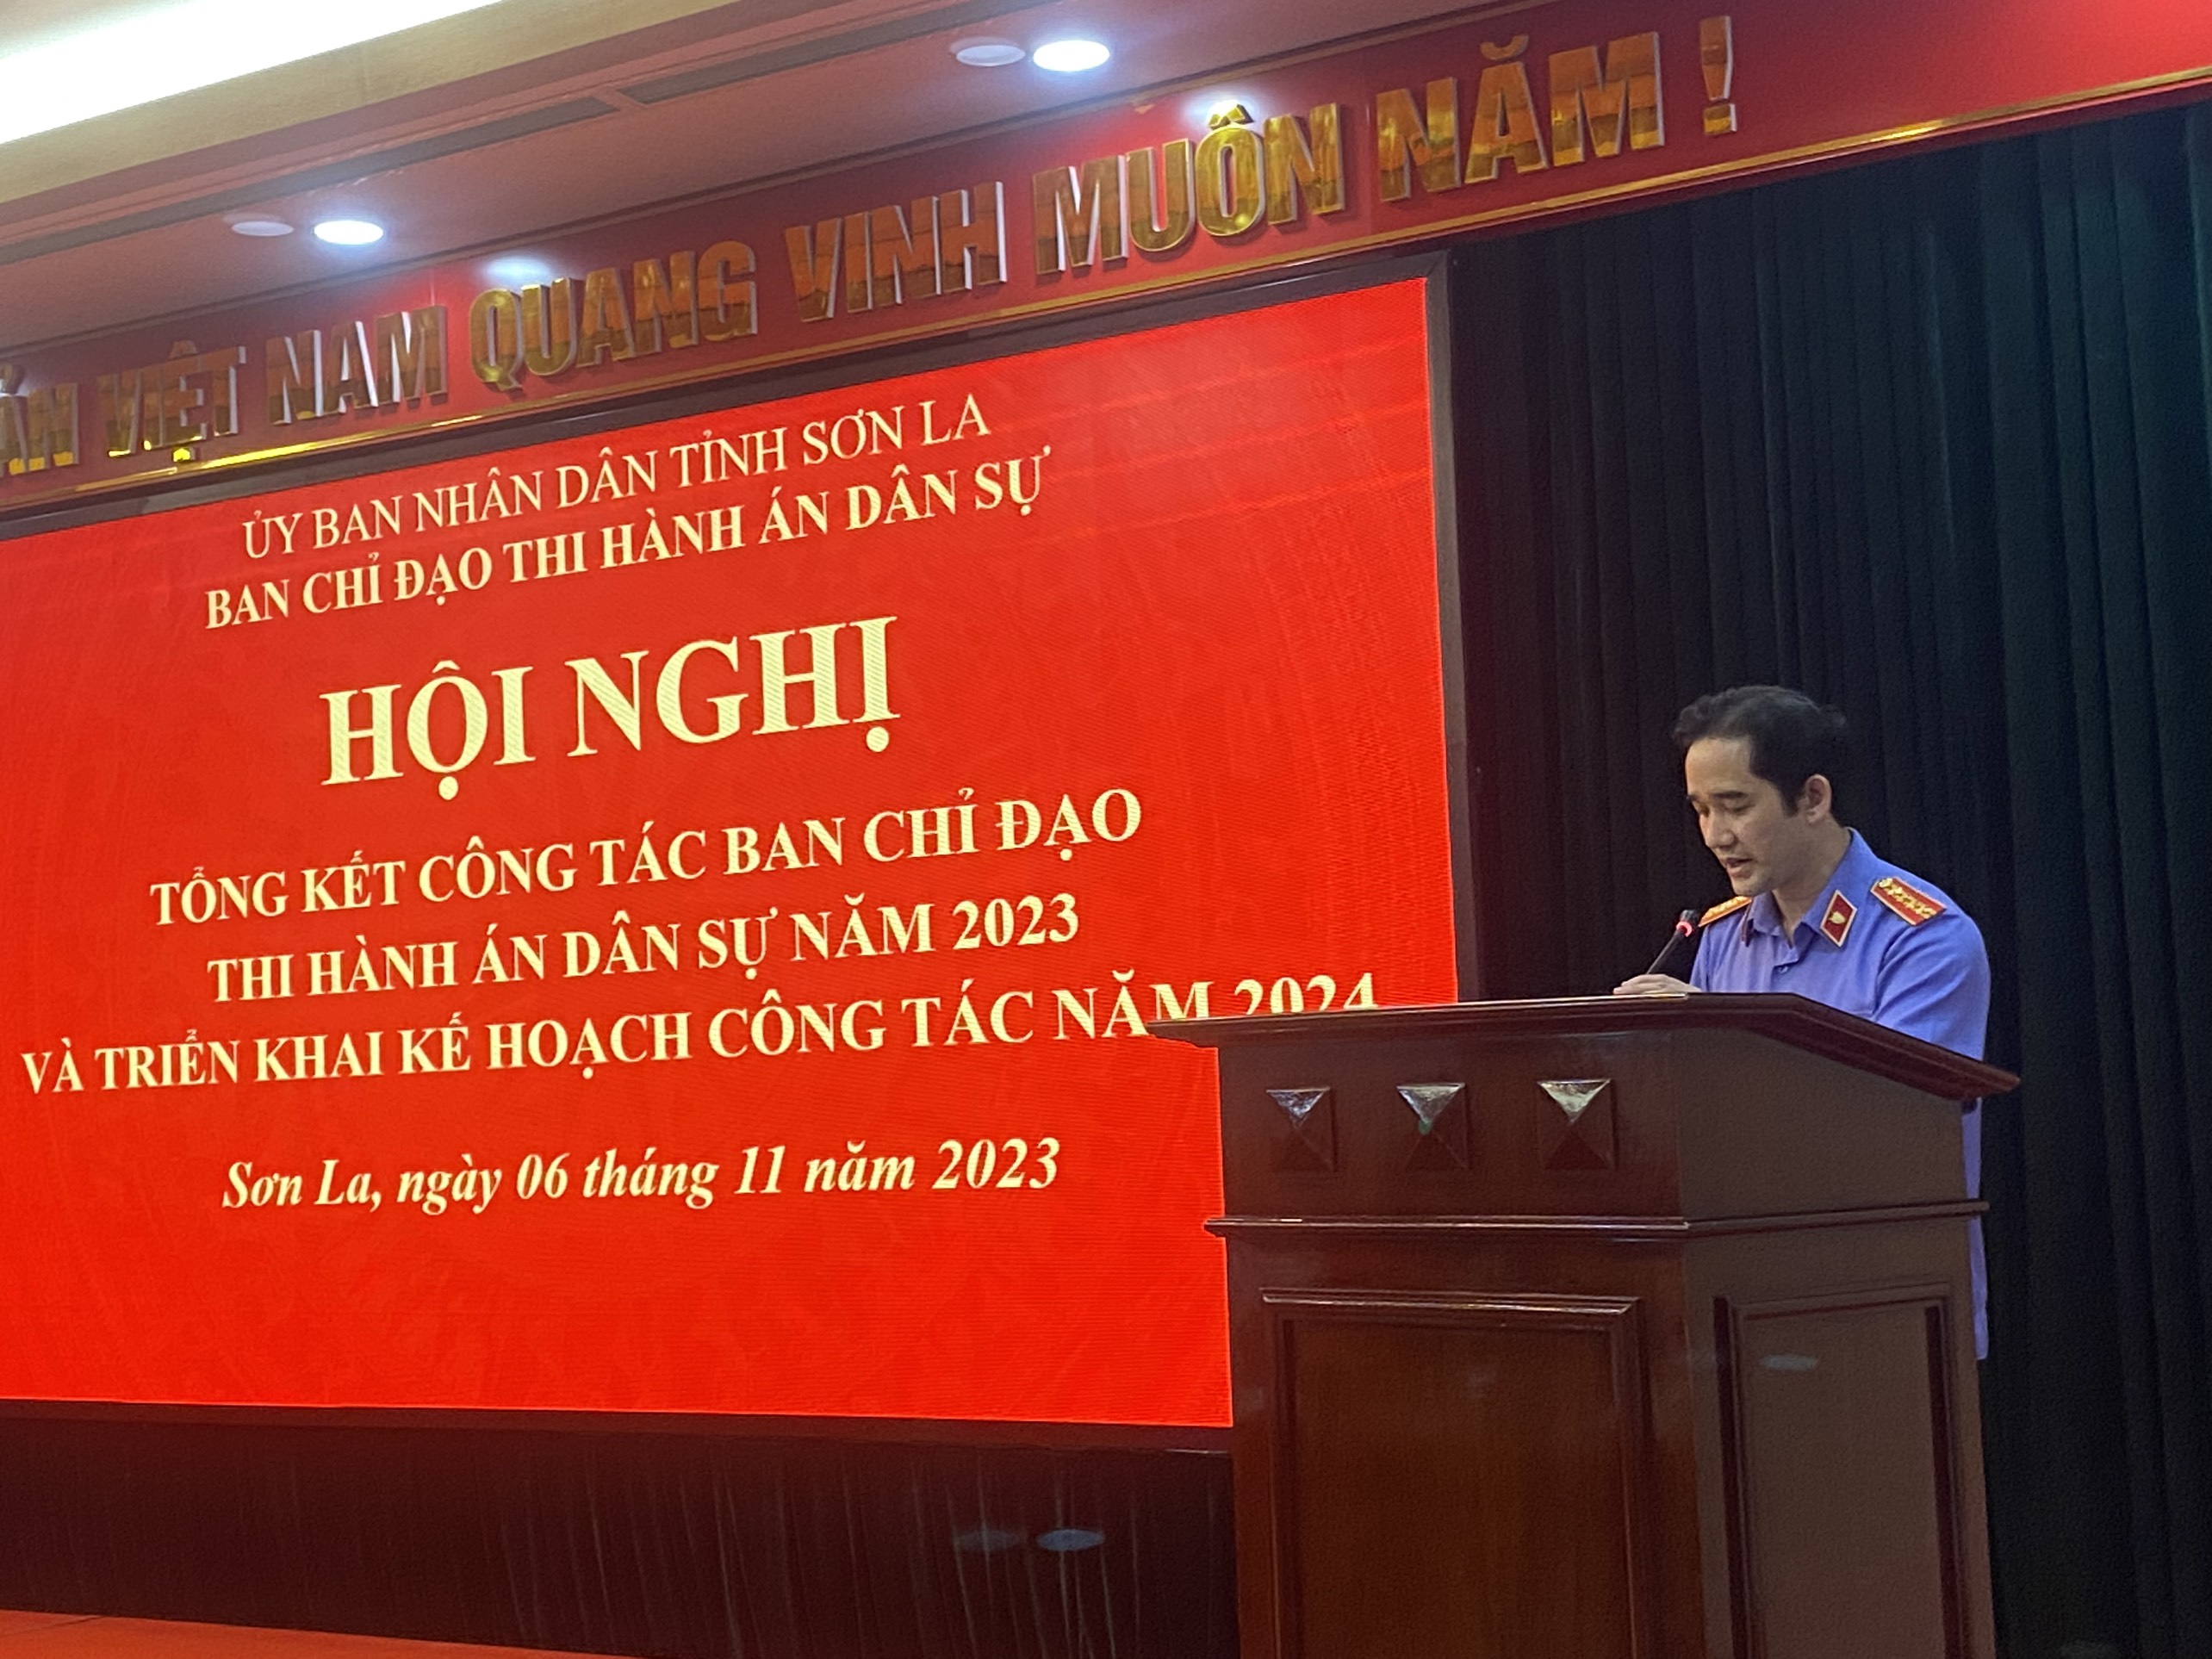 VIỆT NAM QUANG VINH MUÔN NĂM !
ỦY BAN NHÂN DÂN TỈNH SƠN LA
BAN CHỈ ĐẠO THI HÀNH ÁN DÂN SỰ
HỘI NGHỊ
TỔNG KẾT CÔNG TÁC BAN CHỈ ĐẠO
THI HÀNH ÁN DÂN SỰ NĂM 2023
VÀ TRIỂN KHAI KẾ HOẠCH CÔNG TÁC NĂM 2024
Sơn La, ngày 06 tháng 11 năm 2023